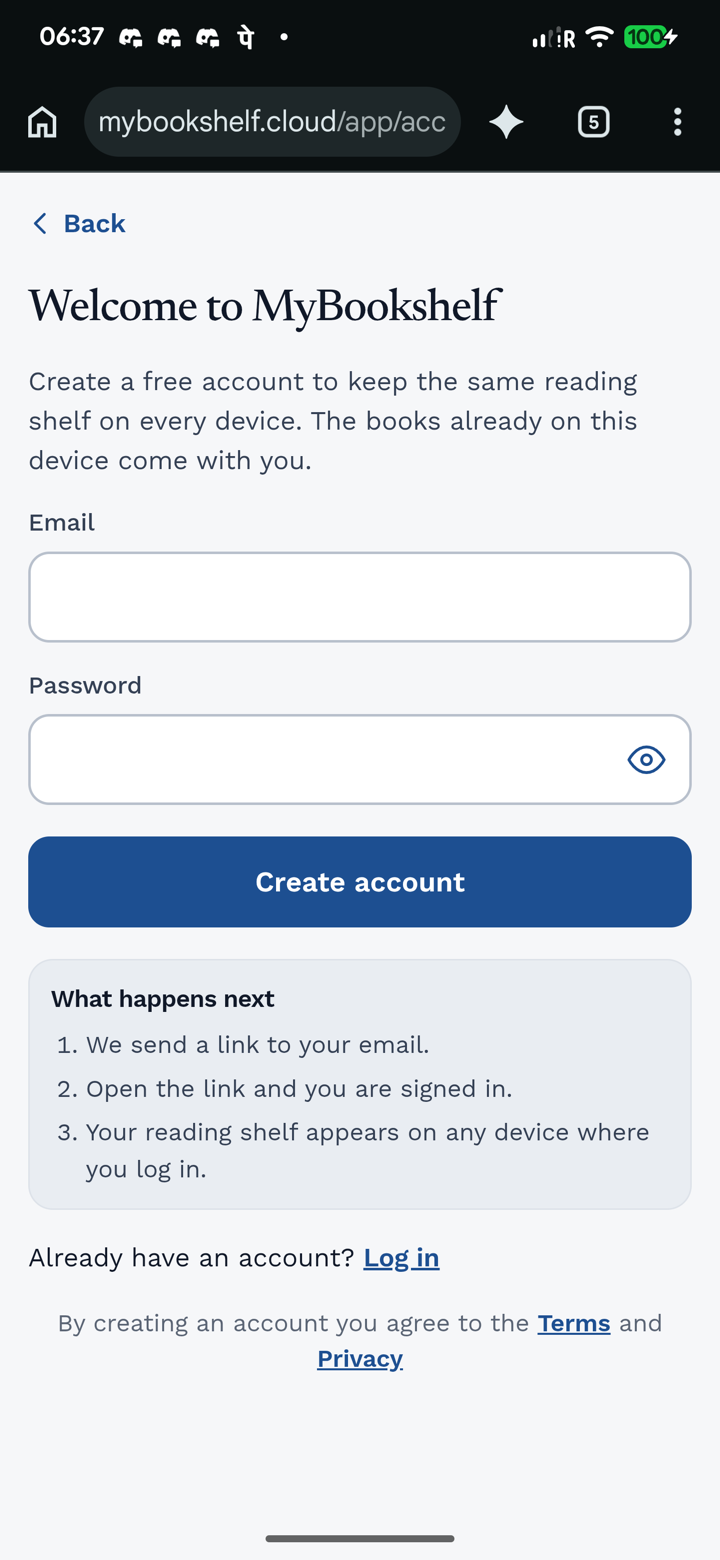 06:37 पे R 100
mybookshelf.cloud/app/acc 5
Back
Welcome to MyBookshelf
Create a free account to keep the same reading
shelf on every device. The books already on this
device come with you.
Email
Password
Create account
What happens next
1. We send a link to your email.
2. Open the link and you are signed in.
3. Your reading shelf appears on any device where
you log in.
Already have an account? Log in
By creating an account you agree to the Terms and
Privacy